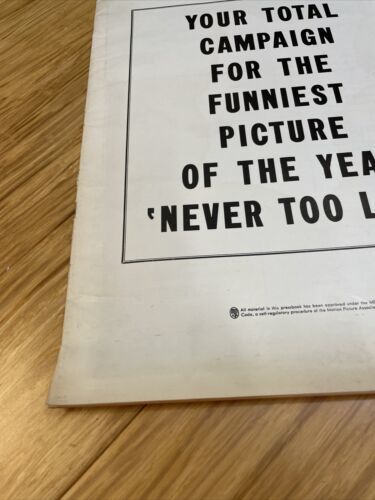 YOUR TOTAL
CAMPAIGN
FOR THE
FUNNIEST
PICTURE
OF THE YEA
'NEVER TOO L
All material in this pressbook has been approved under the MP
Code, a self-regulatory procedure of the Motion Picture Associa